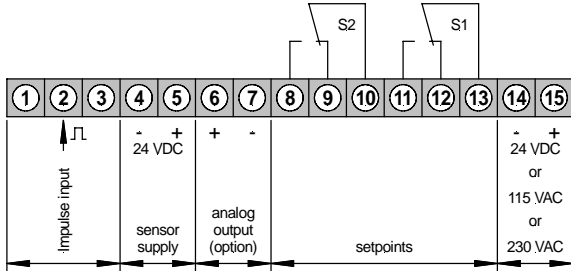 S2
S1
1 2 3 4 5 6 7 8 9 10 11 12 13 14 15
Impulse input
- +
24 VDC
sensor
supply
+ -
analog
output
(option)
setpoints
- +
24 VDC
or
115 VAC
or
230 VAC